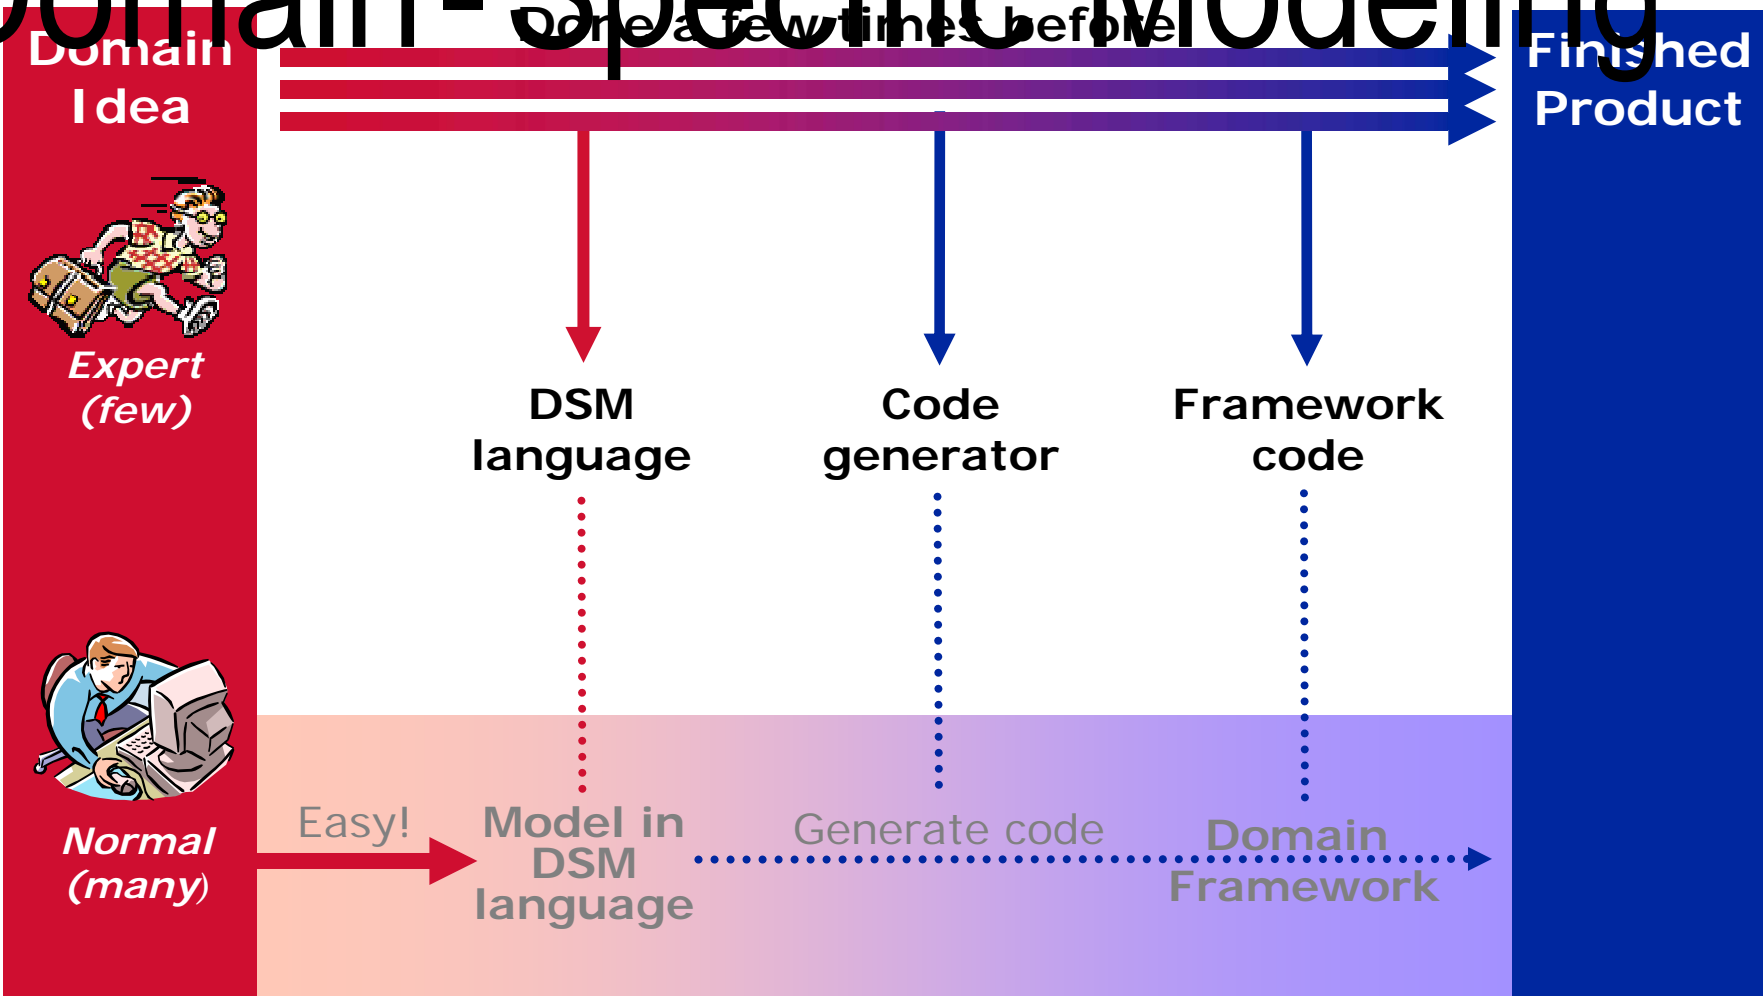 Domain-Specific Modeling
Done a few times before
Domain
Idea
Finished
Product
Expert
(few)
DSM
language
Code
generator
Framework
code
Normal
(many)
Easy!
Model in
DSM
language
Generate code
Domain
Framework